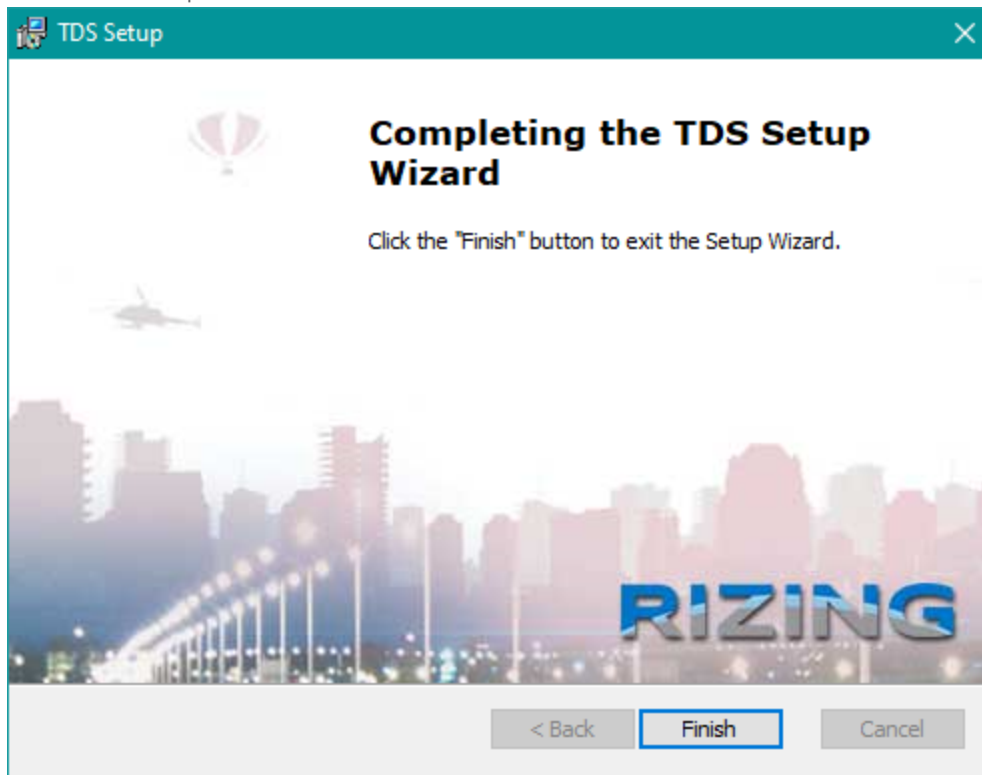 TDS Setup
Completing the TDS Setup
Wizard
Click the "Finish" button to exit the Setup Wizard.
RIZING
< Back
Finish
Cancel